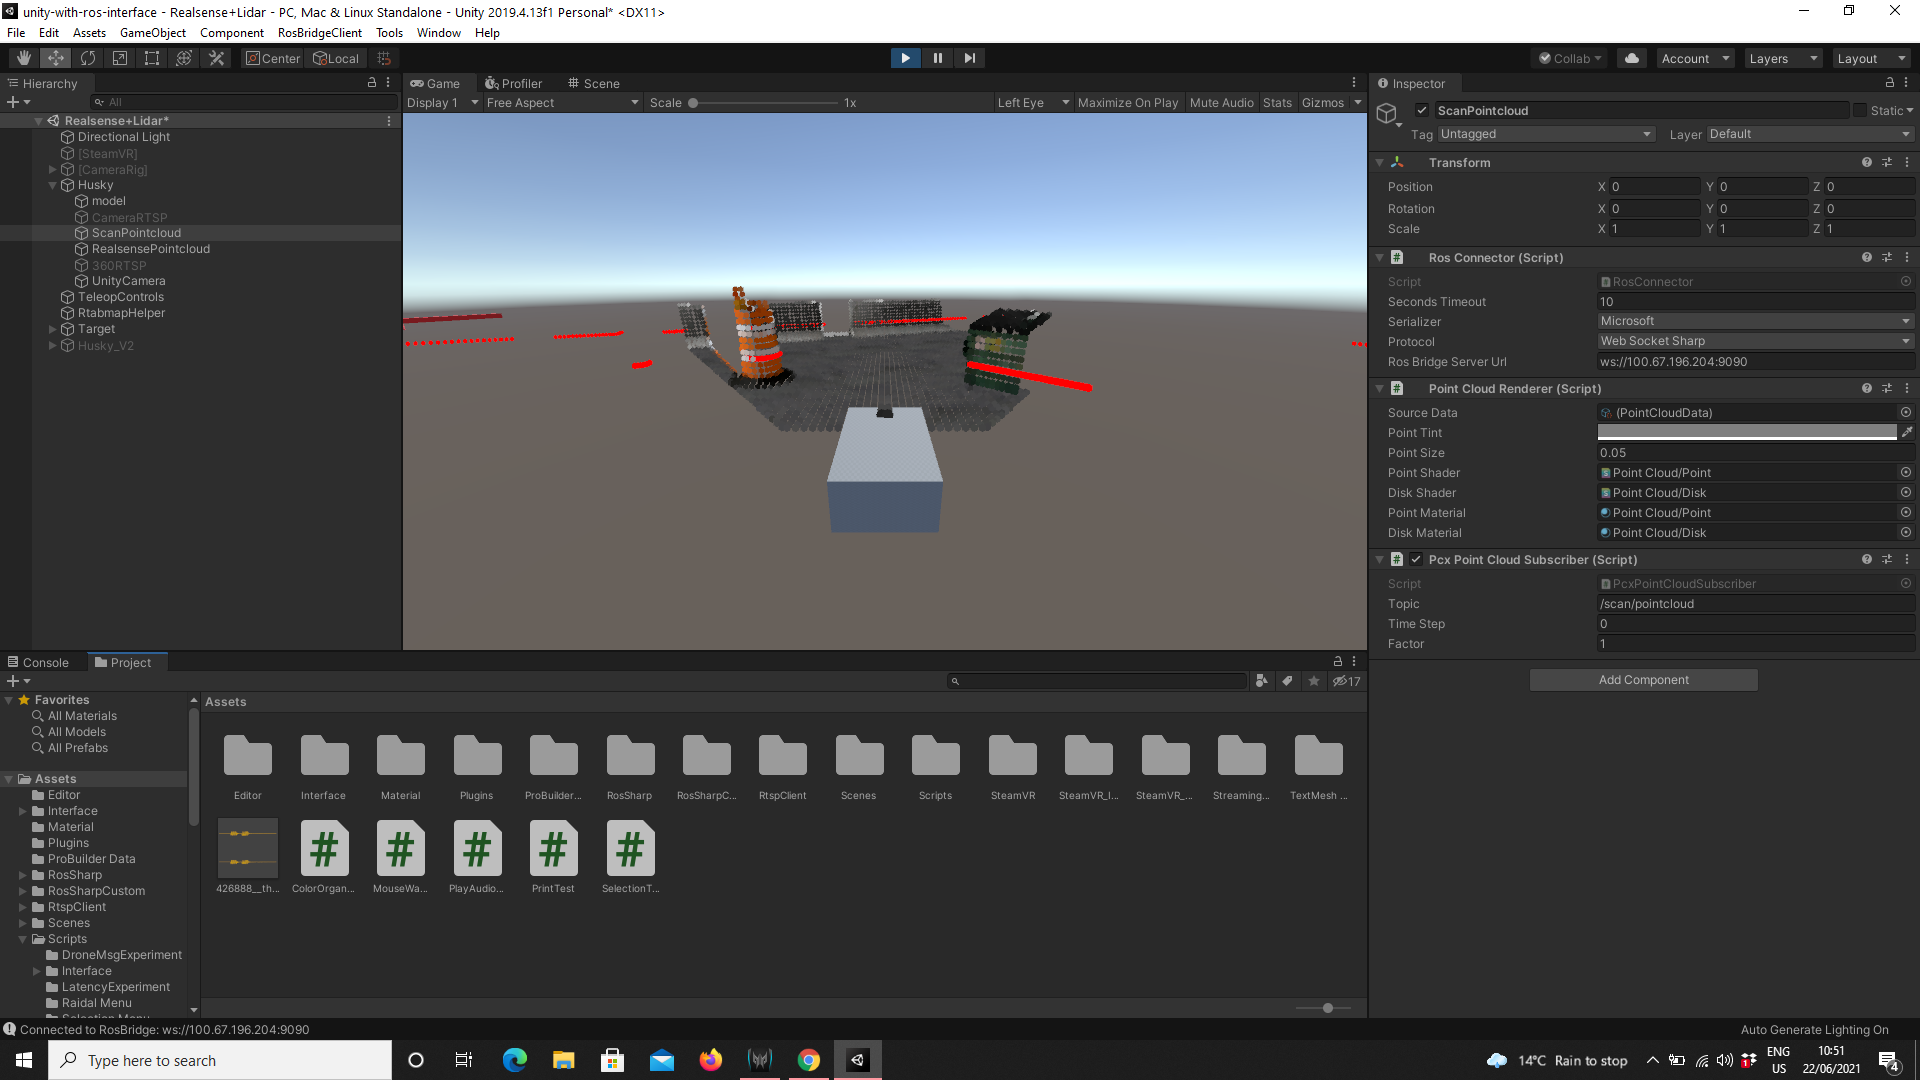 unity-with-ros-interface - Realsense+Lidar - PC, Mac & Linux Standalone - Unity 2019.4.13f1 Personal* <DX11>
File Edit Assets GameObject Component RosBridgeClient Tools Window Help
Center Local Collab Account Layers Layout
Hierarchy
All
Realsense+Lidar*
Directional Light
[SteamVR]
[CameraRig]
Husky
model
CameraRTSP
ScanPointcloud
RealsensePointcloud
360RTSP
UnityCamera
TeleopControls
RtabmapHelper
Target
Husky_V2
Game Profiler Scene
Display 1 Free Aspect Scale 1x Left Eye Maximize On Play Mute Audio Stats Gizmos
Inspector
ScanPointcloud Static
Tag Untagged Layer Default
Transform
Position X 0 Y 0 Z 0
Rotation X 0 Y 0 Z 0
Scale X 1 Y 1 Z 1
Ros Connector (Script)
Script RosConnector
Seconds Timeout 10
Serializer Microsoft
Protocol Web Socket Sharp
Ros Bridge Server Url ws://100.67.196.204:9090
Point Cloud Renderer (Script)
Source Data (PointCloudData)
Point Tint
Point Size 0.05
Point Shader Point Cloud/Point
Disk Shader Point Cloud/Disk
Point Material Point Cloud/Point
Disk Material Point Cloud/Disk
Pcx Point Cloud Subscriber (Script)
Script PcxPointCloudSubscriber
Topic /scan/pointcloud
Time Step 0
Factor 1
Add Component
Console Project
17
Favorites
All Materials
All Models
All Prefabs
Assets
Editor
Interface
Material
Plugins
ProBuilder Data
RosSharp
RosSharpCustom
RtspClient
Scenes
Scripts
DroneMsgExperiment
Interface
LatencyExperiment
Raidal Menu
Selection Menu
Assets
Editor Interface Material Plugins ProBuilder... RosSharp RosSharpC... RtspClient Scenes Scripts SteamVR SteamVR_I... SteamVR_... Streaming... TextMesh ...
426888__th... ColorOrgan... MouseWa... PlayAudio... PrintTest SelectionT...
Connected to RosBridge: ws://100.67.196.204:9090
Auto Generate Lighting On
Type here to search
14°C Rain to stop
ENG
US
10:51
22/06/2021
4